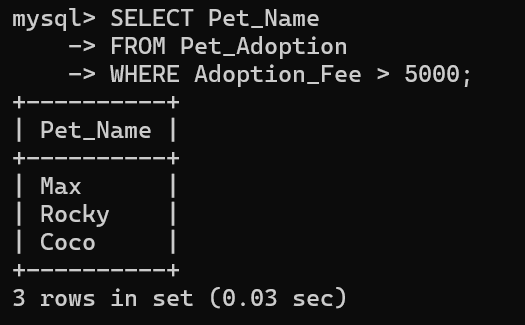 mysql> SELECT Pet_Name
    -> FROM Pet_Adoption
    -> WHERE Adoption_Fee > 5000;
+----------+
| Pet_Name |
+----------+
| Max      |
| Rocky    |
| Coco     |
+----------+
3 rows in set (0.03 sec)